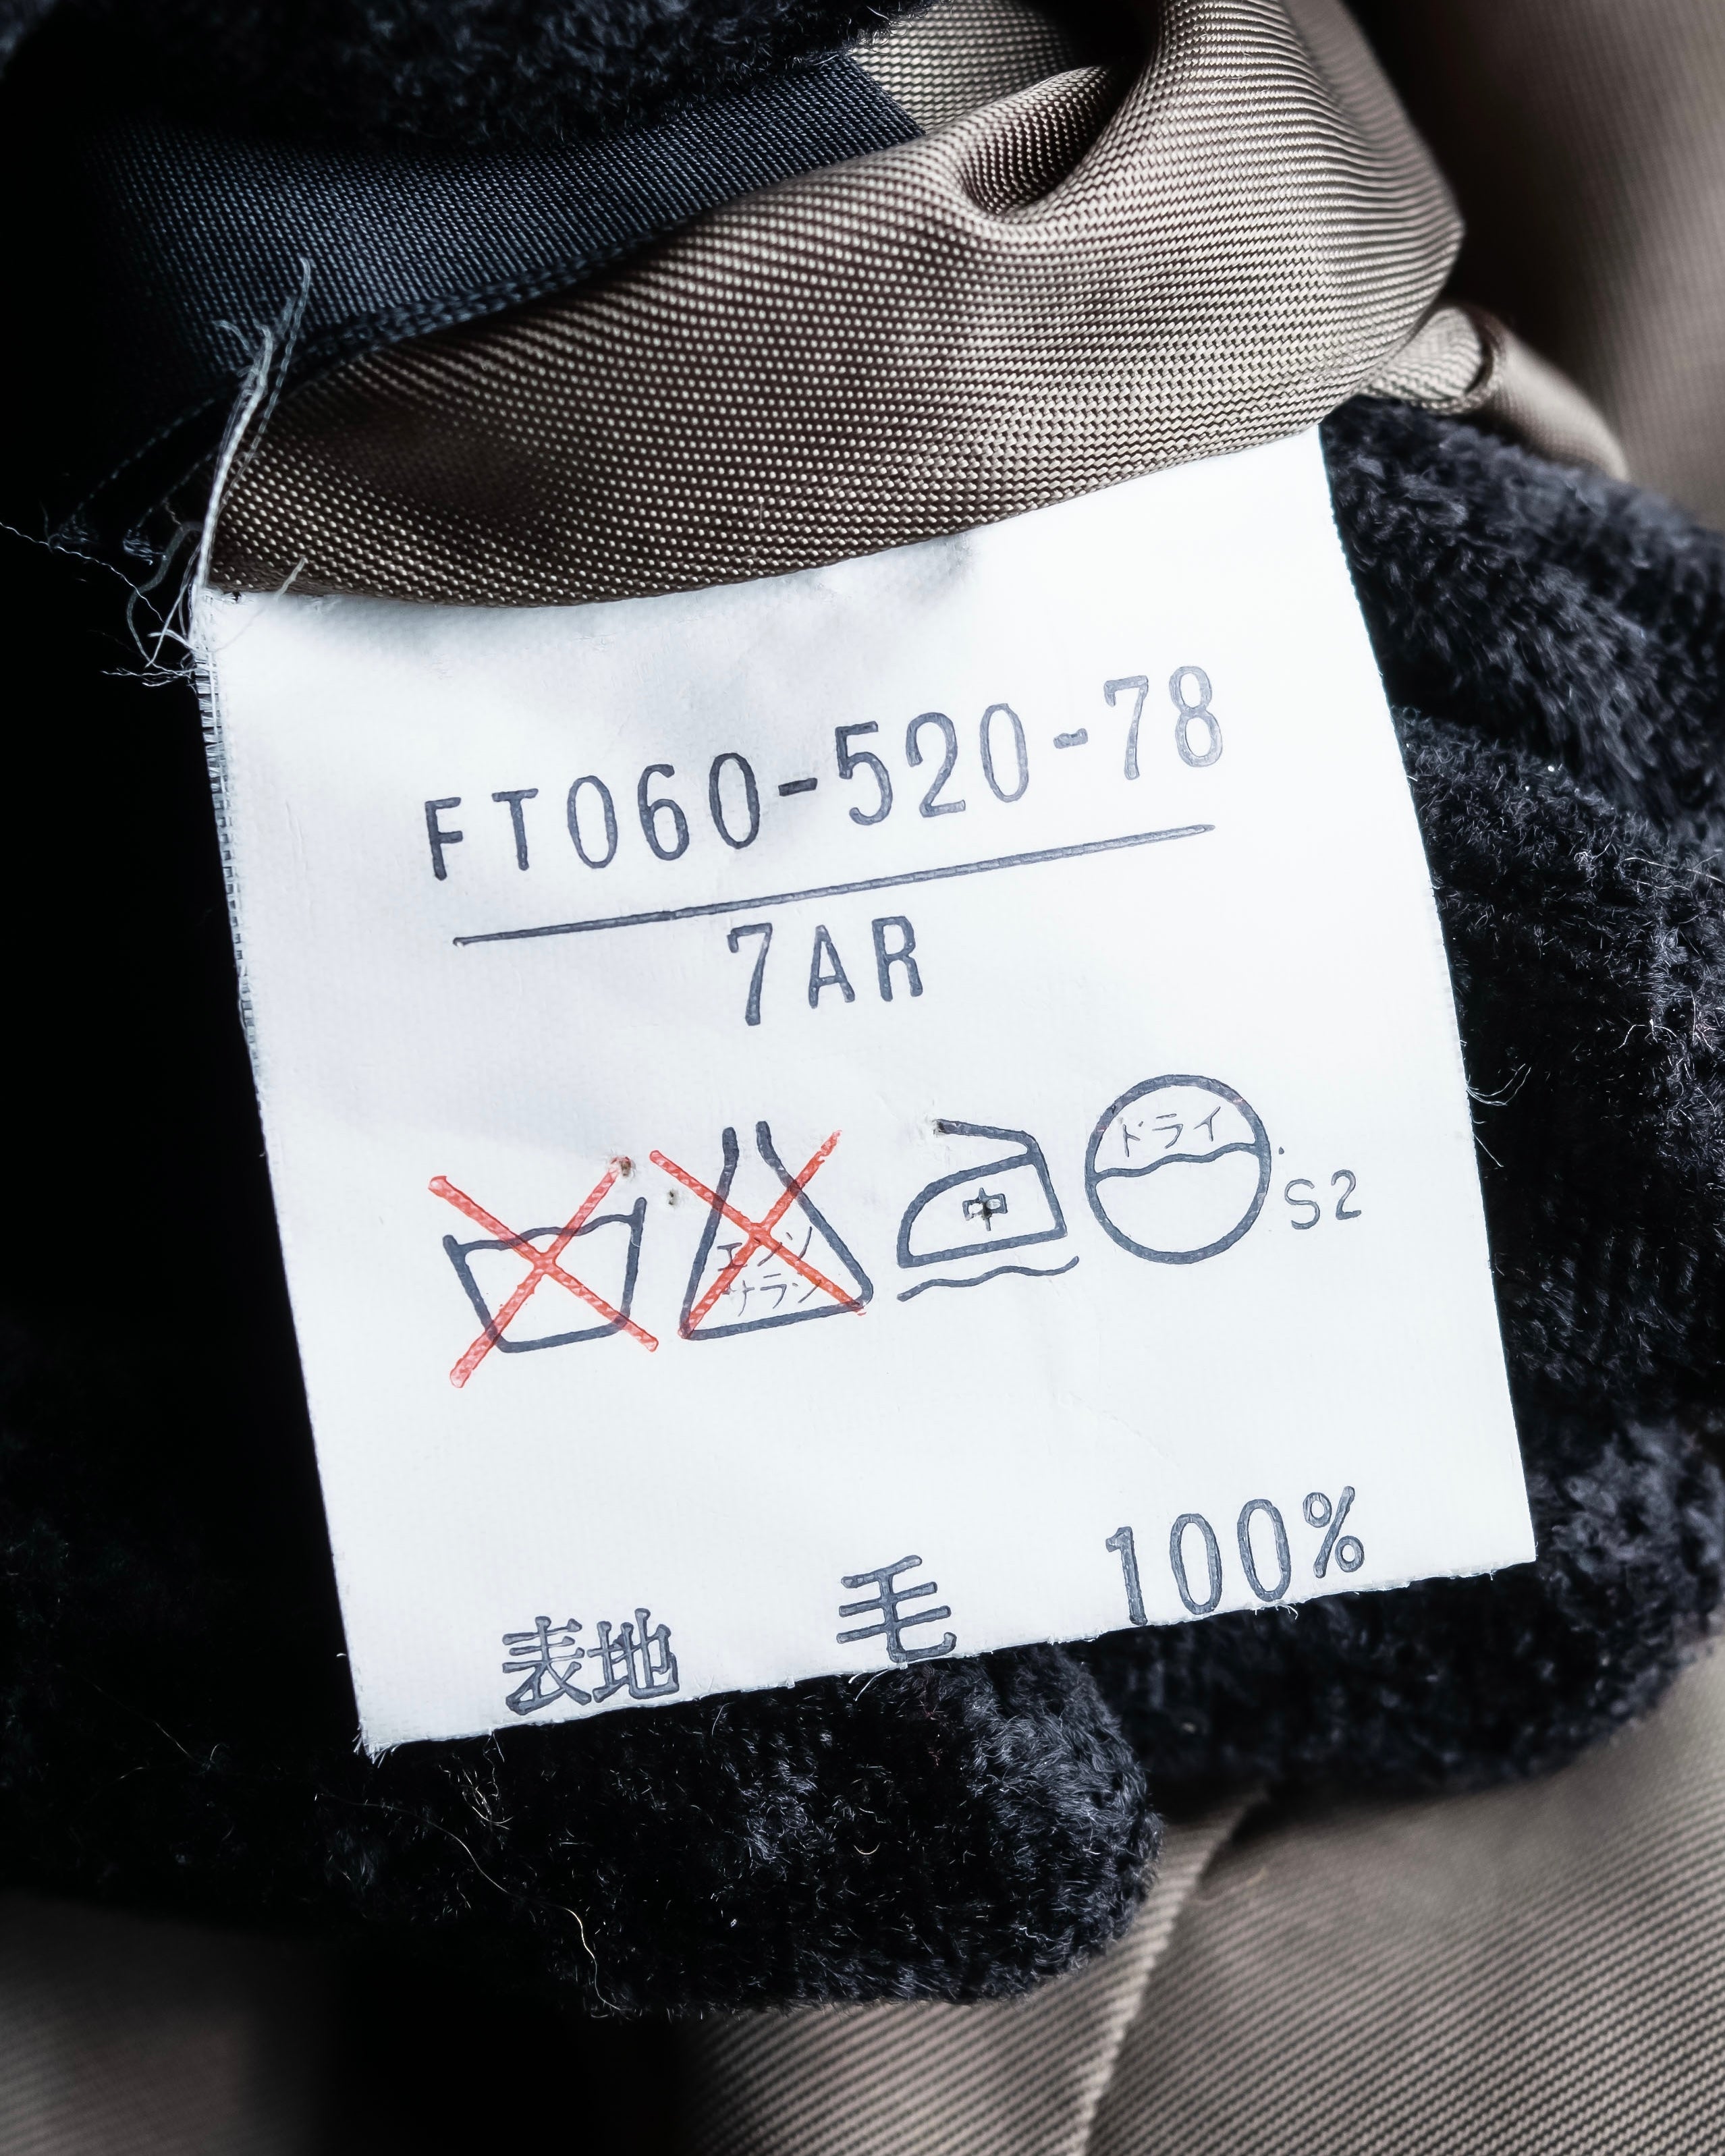 FT060-520-78
7AR
エンソ
サラシ
中
ドライ
S2
表地 毛 100%